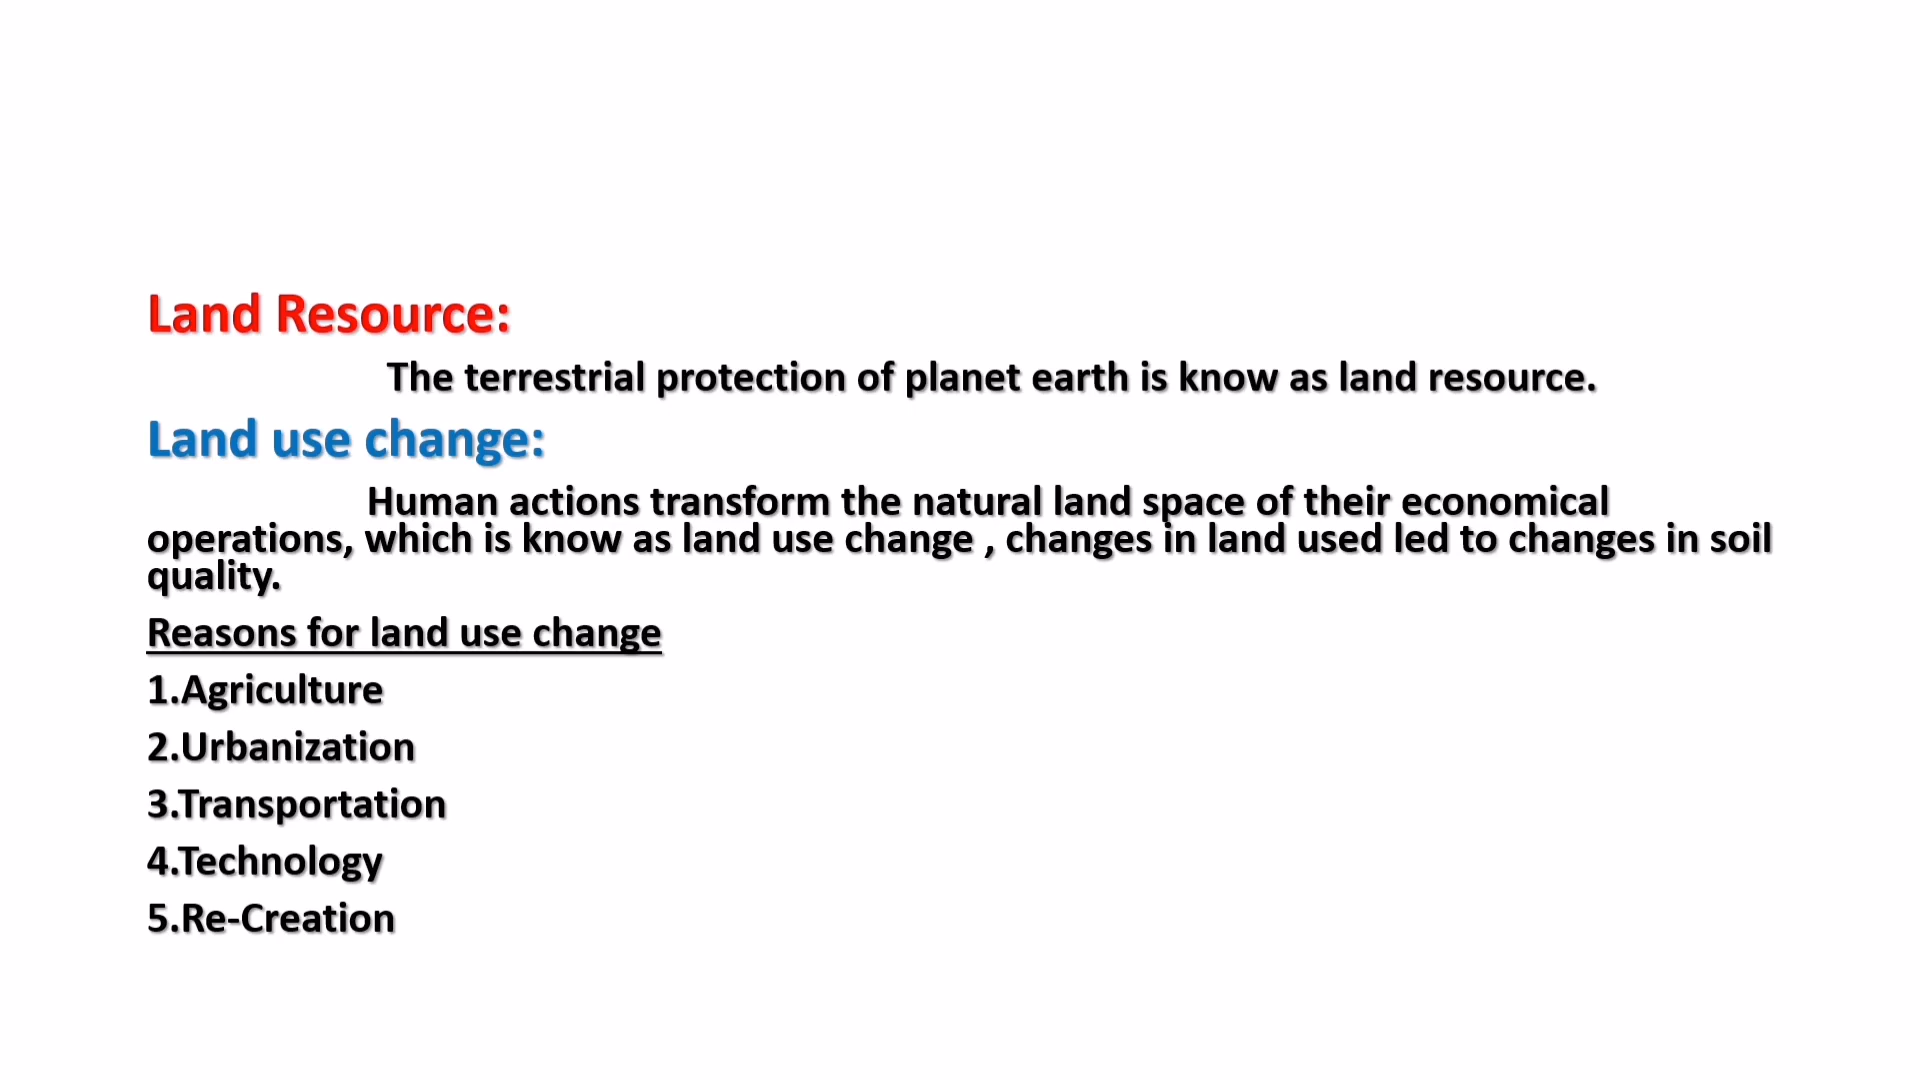 Land Resource:
The terrestrial protection of planet earth is know as land resource.
Land use change:
Human actions transform the natural land space of their economical
operations, which is know as land use change , changes in land used led to changes in soil
quality.
Reasons for land use change
1.Agriculture
2.Urbanization
3.Transportation
4.Technology
5.Re-Creation